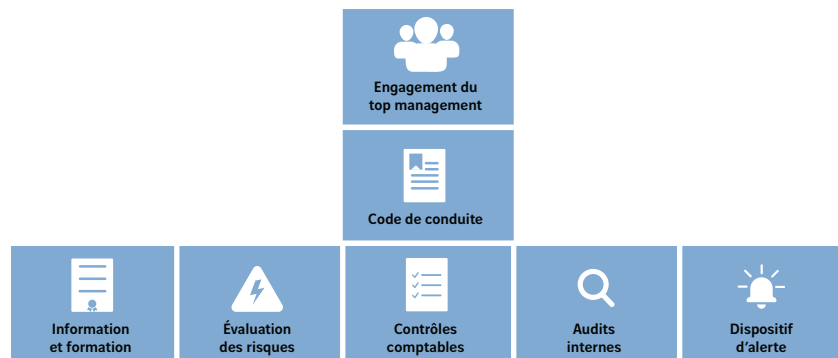 Engagement du
top management
Code de conduite
Information
et formation
Évaluation
des risques
Contrôles
comptables
Audits
internes
Dispositif
d’alerte